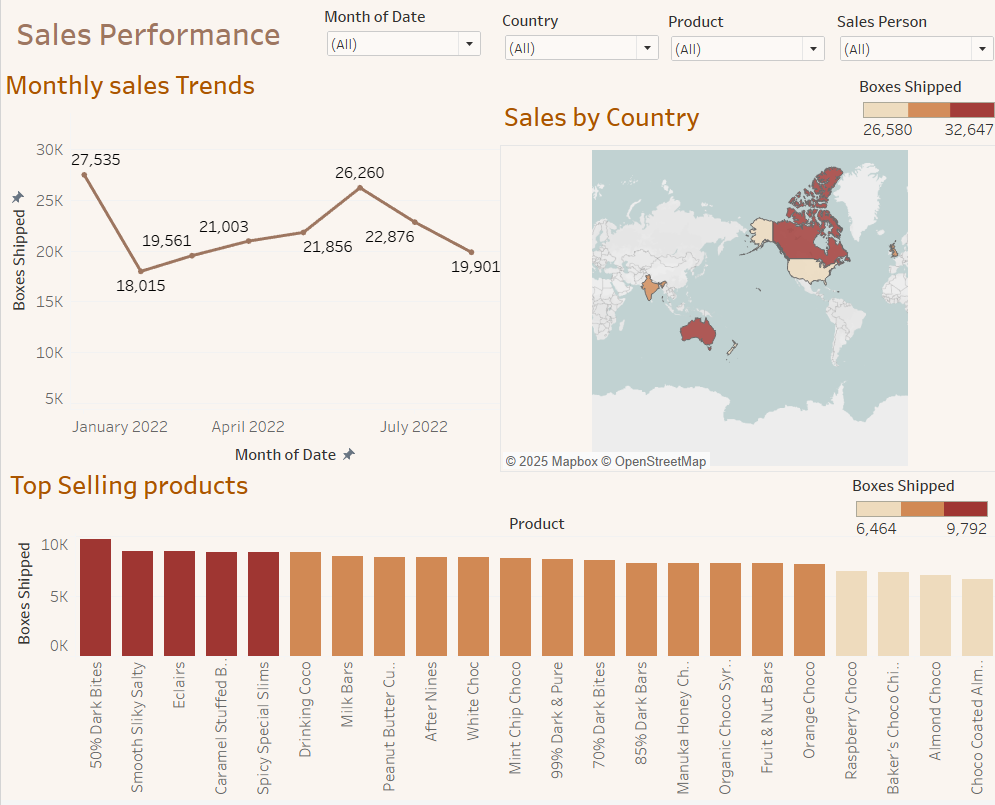 Sales Performance
Month of Date
(All)
Country
(All)
Product
(All)
Sales Person
(All)
Monthly sales Trends
Boxes Shipped
30K
25K
20K
15K
10K
5K
27,535
18,015
19,561
21,003
21,856
26,260
22,876
19,901
January 2022
April 2022
July 2022
Month of Date
Sales by Country
Boxes Shipped
26,580
32,647
© 2025 Mapbox © OpenStreetMap
Top Selling products
Boxes Shipped
6,464
9,792
Product
Boxes Shipped
10K
5K
0K
50% Dark Bites
Smooth Sliky Salty
Eclairs
Caramel Stuffed B..
Spicy Special Slims
Drinking Coco
Milk Bars
Peanut Butter Cu..
After Nines
White Choc
Mint Chip Choco
99% Dark & Pure
70% Dark Bites
85% Dark Bars
Manuka Honey Ch..
Organic Choco Syr..
Fruit & Nut Bars
Orange Choco
Raspberry Choco
Baker's Choco Chi..
Almond Choco
Choco Coated Alm..